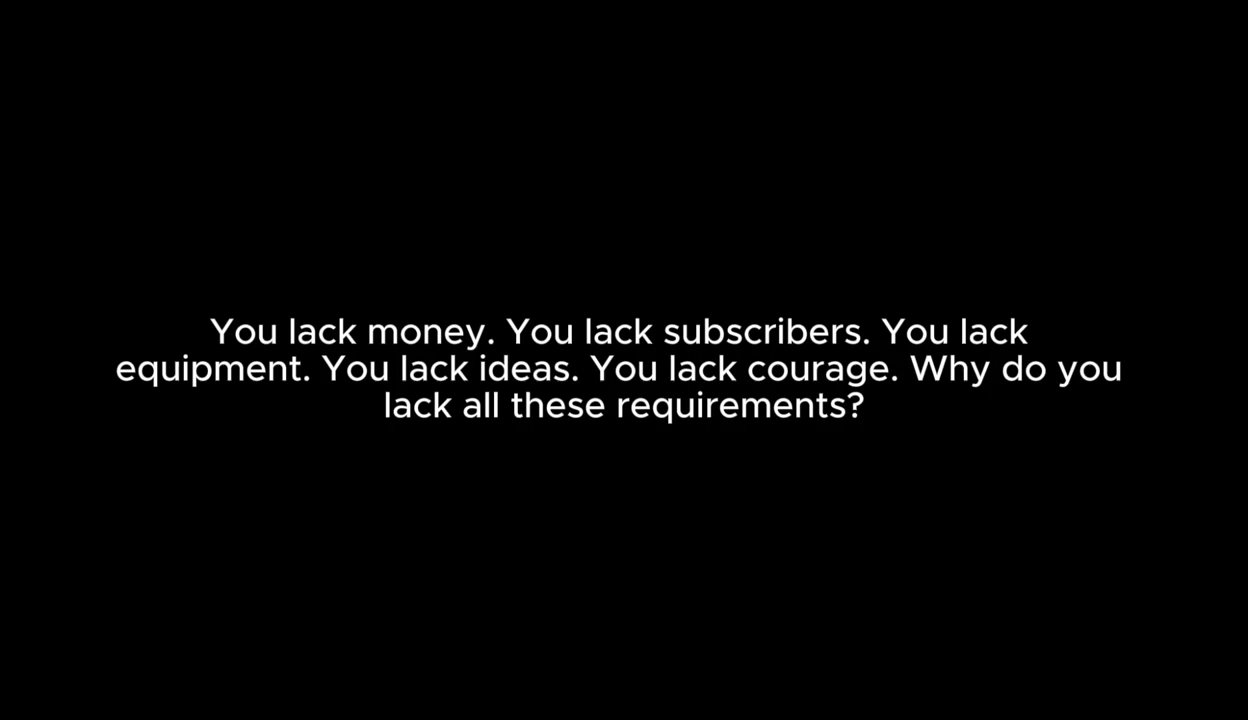 You lack money. You lack subscribers. You lack
equipment. You lack ideas. You lack courage. Why do you
lack all these requirements?